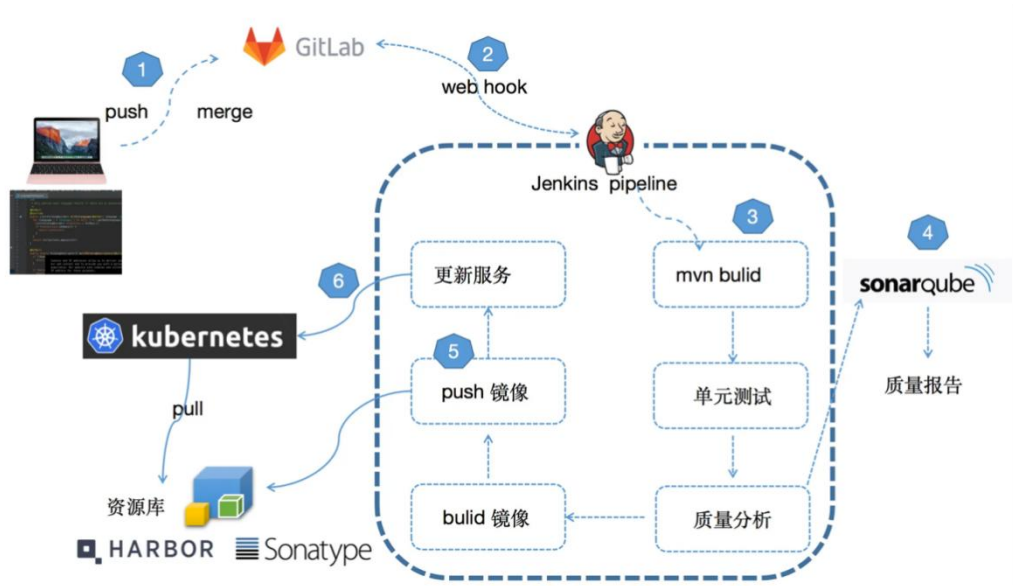 GitLab
1
2
push
merge
web hook
Jenkins pipeline
3
4
更新服务
mvn bulid
sonarqube
6
kubernetes
5
push 镜像
单元测试
质量报告
pull
资源库
bulid 镜像
质量分析
HARBOR
Sonatype